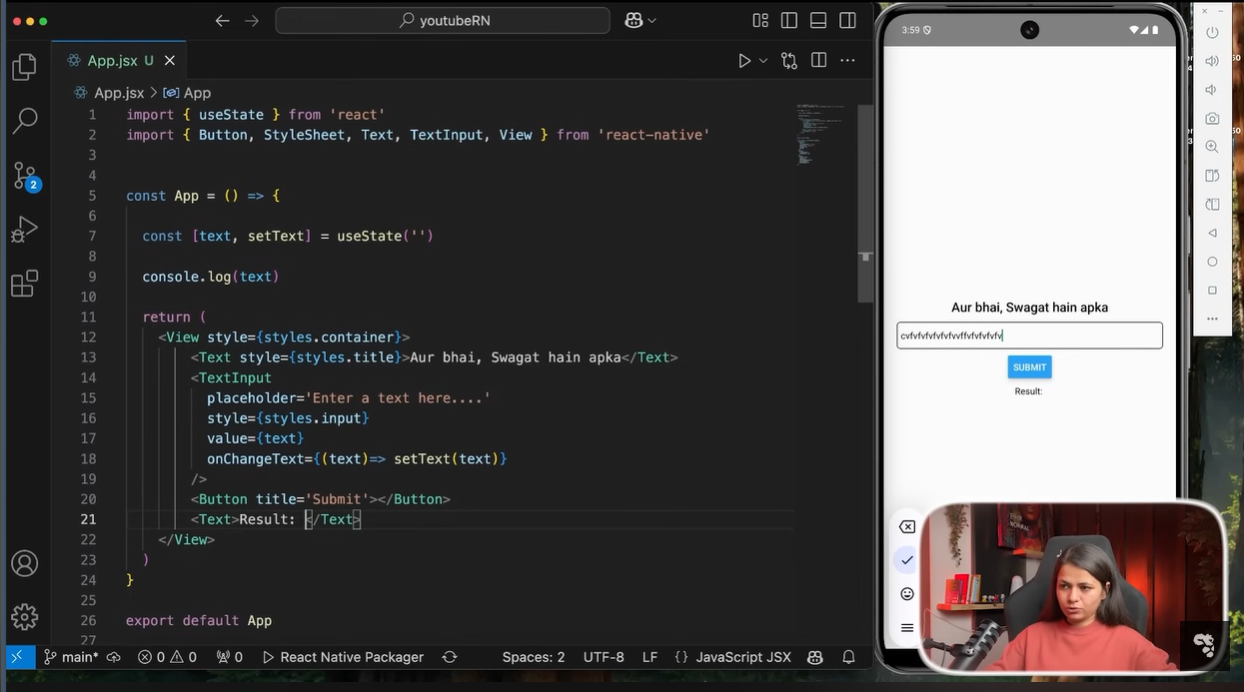 youtubeRN
App.jsx U
App.jsx > App
1 import { useState } from 'react'
2 import { Button, StyleSheet, Text, TextInput, View } from 'react-native'
3
4
5 const App = () => {
6
7 const [text, setText] = useState('')
8
9 console.log(text)
10
11 return (
12 <View style={styles.container}>
13 <Text style={styles.title}>Aur bhai, Swagat hain apka</Text>
14 <TextInput
15 placeholder='Enter a text here....'
16 style={styles.input}
17 value={text}
18 onChangeText={(text)=> setText(text)}
19 />
20 <Button title='Submit'></Button>
21 <Text>Result: </Text>
22 </View>
23 )
24 }
25
26 export default App
27
2
main* 0 0 0 React Native Packager Spaces: 2 UTF-8 LF {} JavaScript JSX
3:59
Aur bhai, Swagat hain apka
SUBMIT
Result: